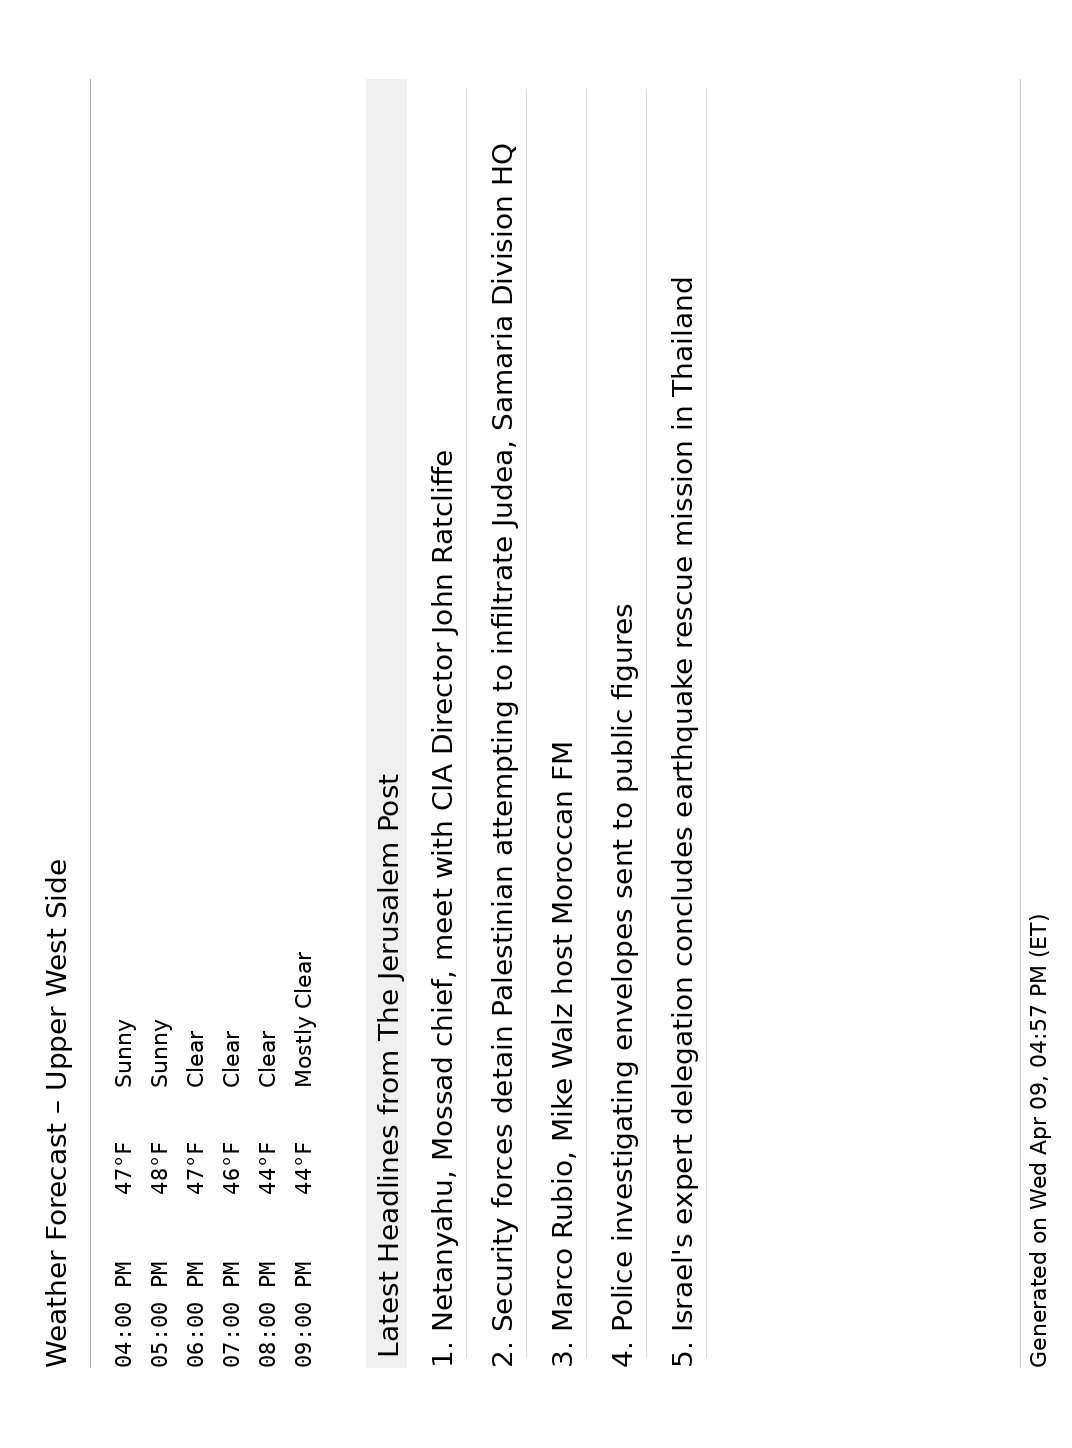 Weather Forecast – Upper West Side
04:00 PM 47°F Sunny
05:00 PM 48°F Sunny
06:00 PM 47°F Clear
07:00 PM 46°F Clear
08:00 PM 44°F Clear
09:00 PM 44°F Mostly Clear
Latest Headlines from The Jerusalem Post
1. Netanyahu, Mossad chief, meet with CIA Director John Ratcliffe
2. Security forces detain Palestinian attempting to infiltrate Judea, Samaria Division HQ
3. Marco Rubio, Mike Walz host Moroccan FM
4. Police investigating envelopes sent to public figures
5. Israel's expert delegation concludes earthquake rescue mission in Thailand
Generated on Wed Apr 09, 04:57 PM (ET)